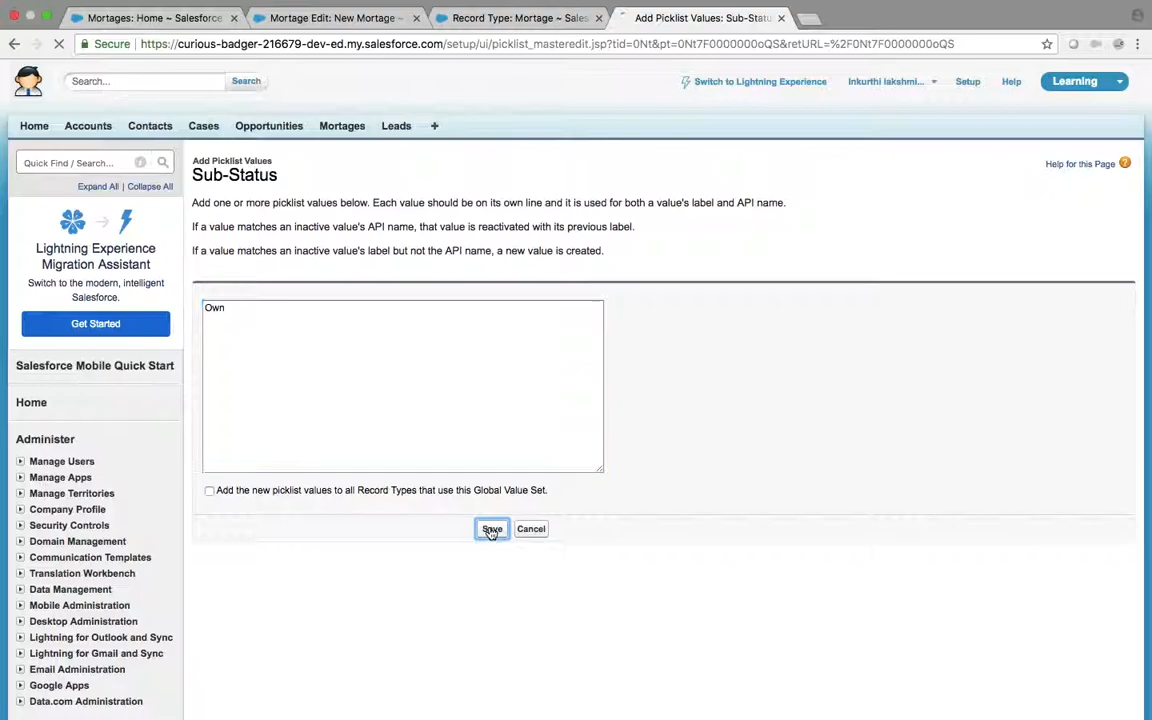 Mortages: Home ~ Salesforce
Mortage Edit: New Mortage ~
Record Type: Mortage ~ Sales
Add Picklist Values: Sub-Statu
Secure https://curious-badger-216679-dev-ed.my.salesforce.com/setup/ui/picklist_masteredit.jsp?tid=0Nt&pt=0Nt7F0000000oQS&retURL=%2F0Nt7F0000000oQS
Search... Search Switch to Lightning Experience Inkurthi lakshmi... Setup Help Learning
Home Accounts Contacts Cases Opportunities Mortages Leads +
Quick Find / Search...
Expand All | Collapse All
Lightning Experience
Migration Assistant
Switch to the modern, intelligent
Salesforce.
Get Started
Salesforce Mobile Quick Start
Home
Administer
Manage Users
Manage Apps
Manage Territories
Company Profile
Security Controls
Domain Management
Communication Templates
Translation Workbench
Data Management
Mobile Administration
Desktop Administration
Lightning for Outlook and Sync
Lightning for Gmail and Sync
Email Administration
Google Apps
Data.com Administration
Add Picklist Values
Sub-Status
Help for this Page
Add one or more picklist values below. Each value should be on its own line and it is used for both a value's label and API name.
If a value matches an inactive value's API name, that value is reactivated with its previous label.
If a value matches an inactive value's label but not the API name, a new value is created.
Own
Add the new picklist values to all Record Types that use this Global Value Set.
Save Cancel